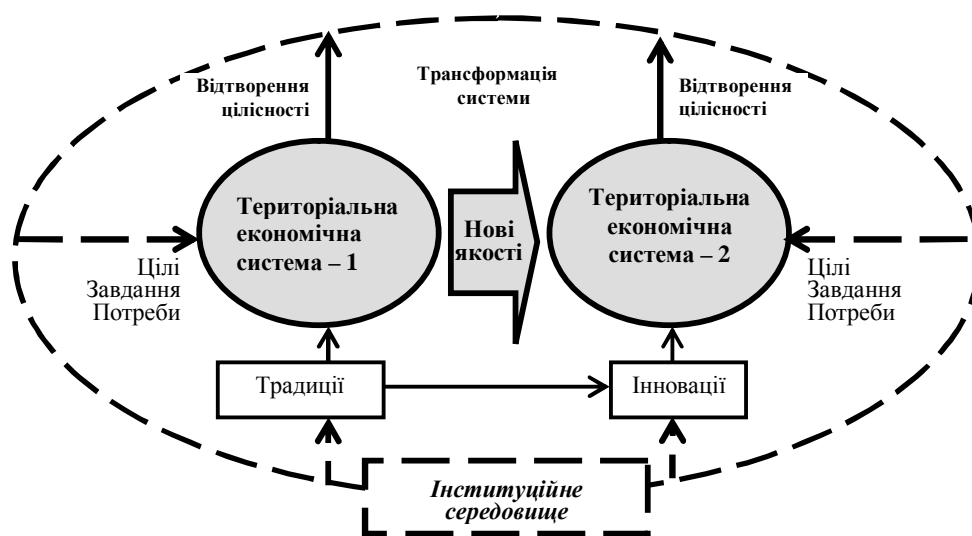 Відтворення
цілісності
Трансформація
системи
Відтворення
цілісності
Територіальна
економічна
система – 1
Нові
якості
Територіальна
економічна
система – 2
Цілі
Завдання
Потреби
Цілі
Завдання
Потреби
Традиції
Інновації
Інституційне
середовище